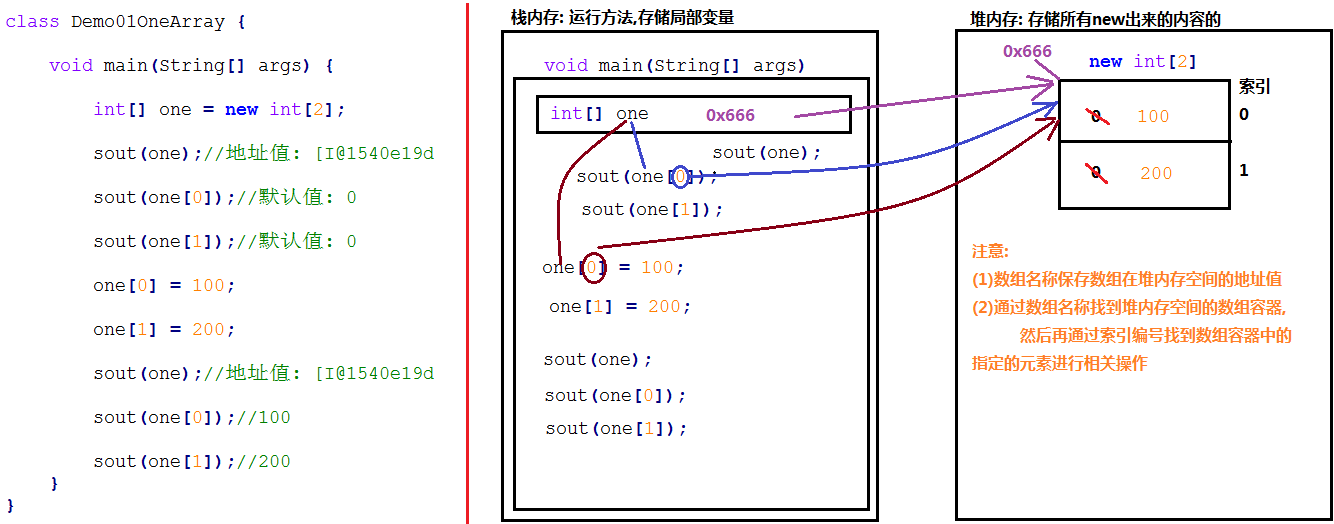 class Demo01OneArray {
void main(String[] args) {
int[] one = new int[2];
sout(one);//地址值: [I@1540e19d
sout(one[0]);//默认值: 0
sout(one[1]);//默认值: 0
one[0] = 100;
one[1] = 200;
sout(one);//地址值: [I@1540e19d
sout(one[0]);//100
sout(one[1]);//200
}
}
栈内存: 运行方法,存储局部变量
void main(String[] args)
int[] one 0x666
sout(one);
sout(one[0]);
sout(one[1]);
one[0] = 100;
one[1] = 200;
sout(one);
sout(one[0]);
sout(one[1]);
堆内存: 存储所有new出来的内容的
0x666
new int[2]
索引
0 100 0
0 200 1
注意:
(1)数组名称保存数组在堆内存空间的地址值
(2)通过数组名称找到堆内存空间的数组容器,
然后再通过索引编号找到数组容器中的
指定的元素进行相关操作